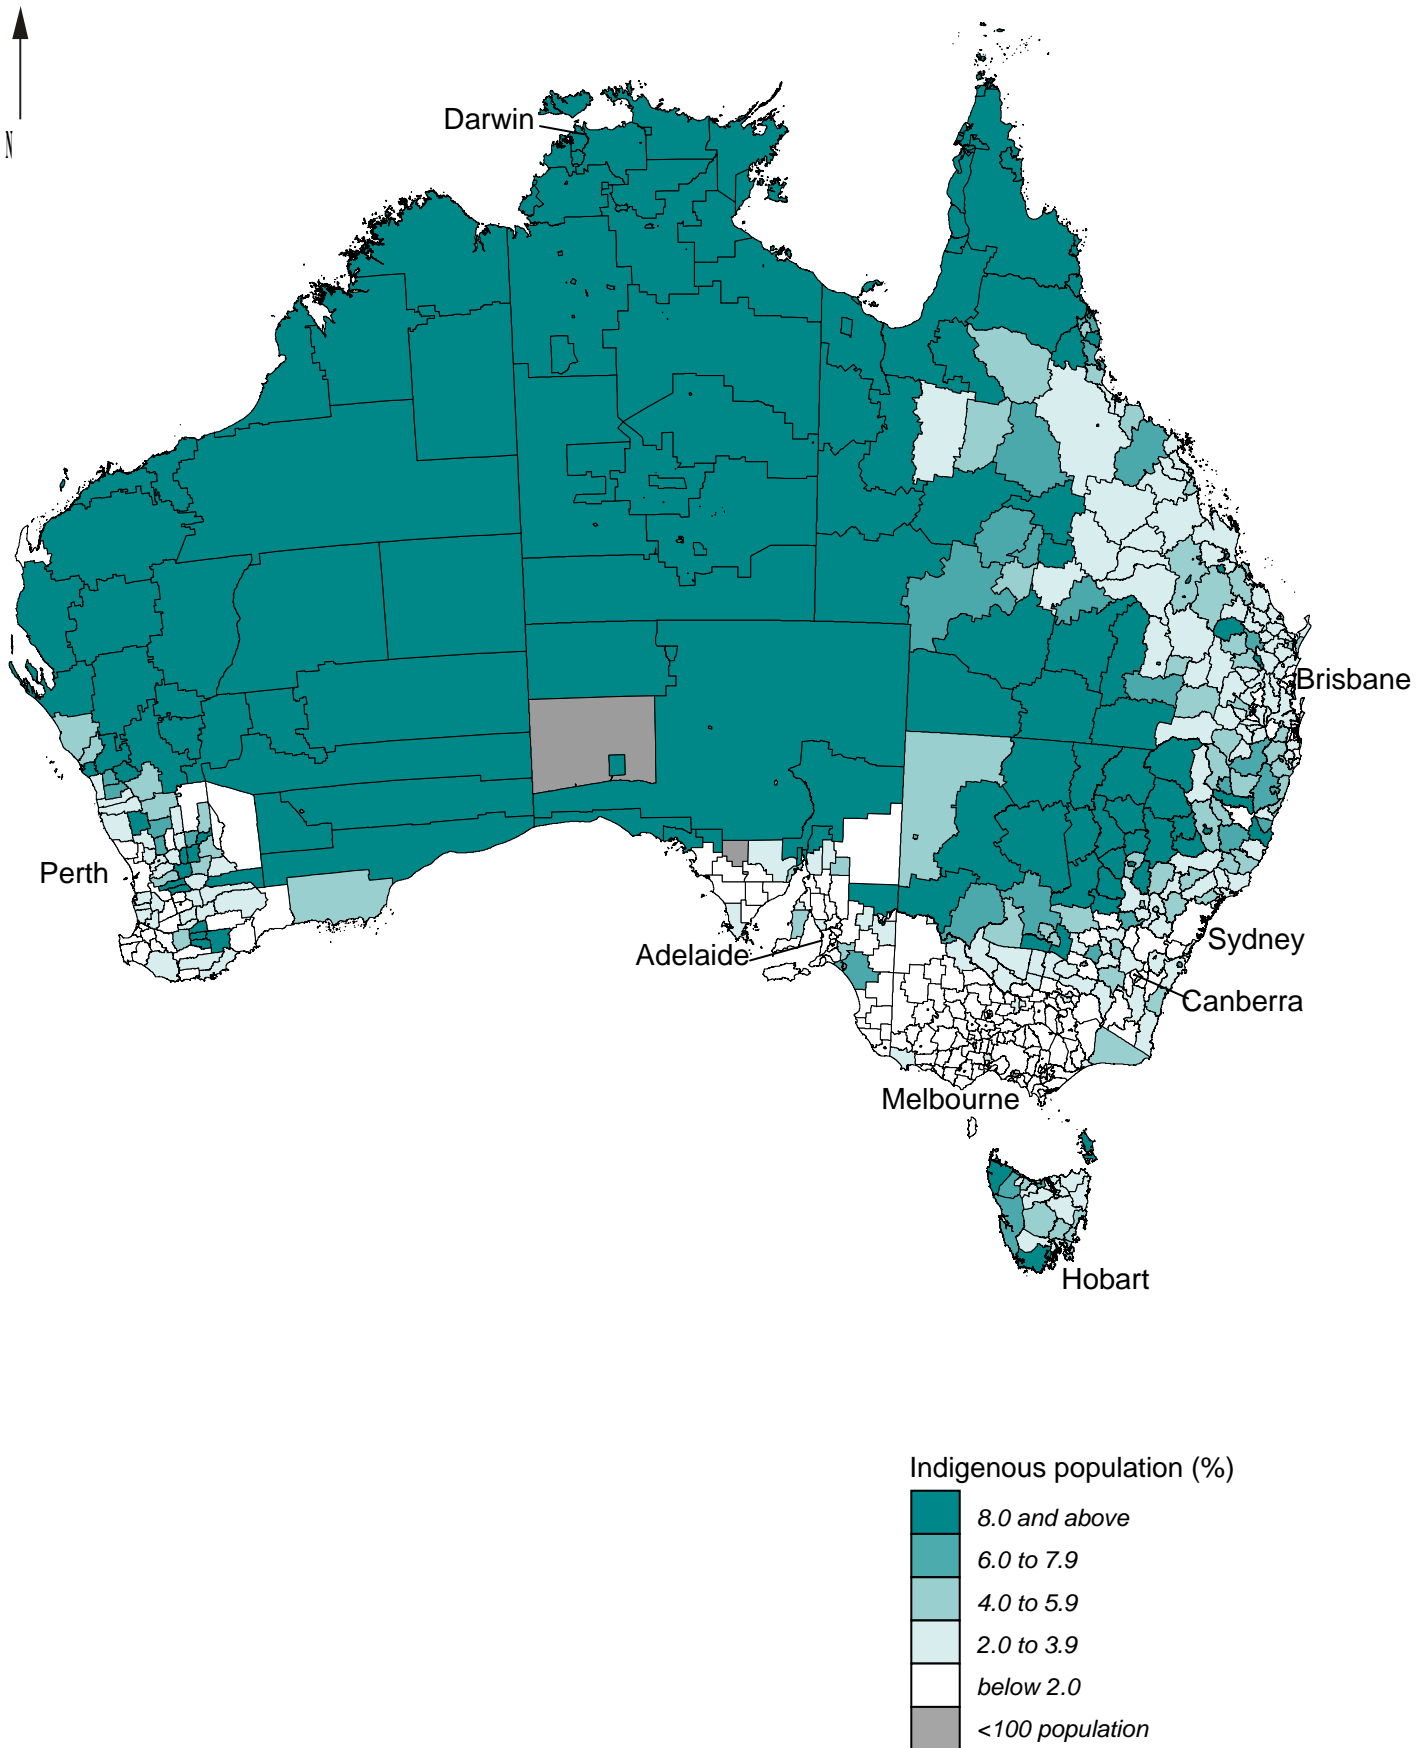 N
Darwin
Brisbane
Perth
Sydney
Adelaide
Canberra
Melbourne
Hobart
Indigenous population (%)
8.0 and above
6.0 to 7.9
4.0 to 5.9
2.0 to 3.9
below 2.0
<100 population